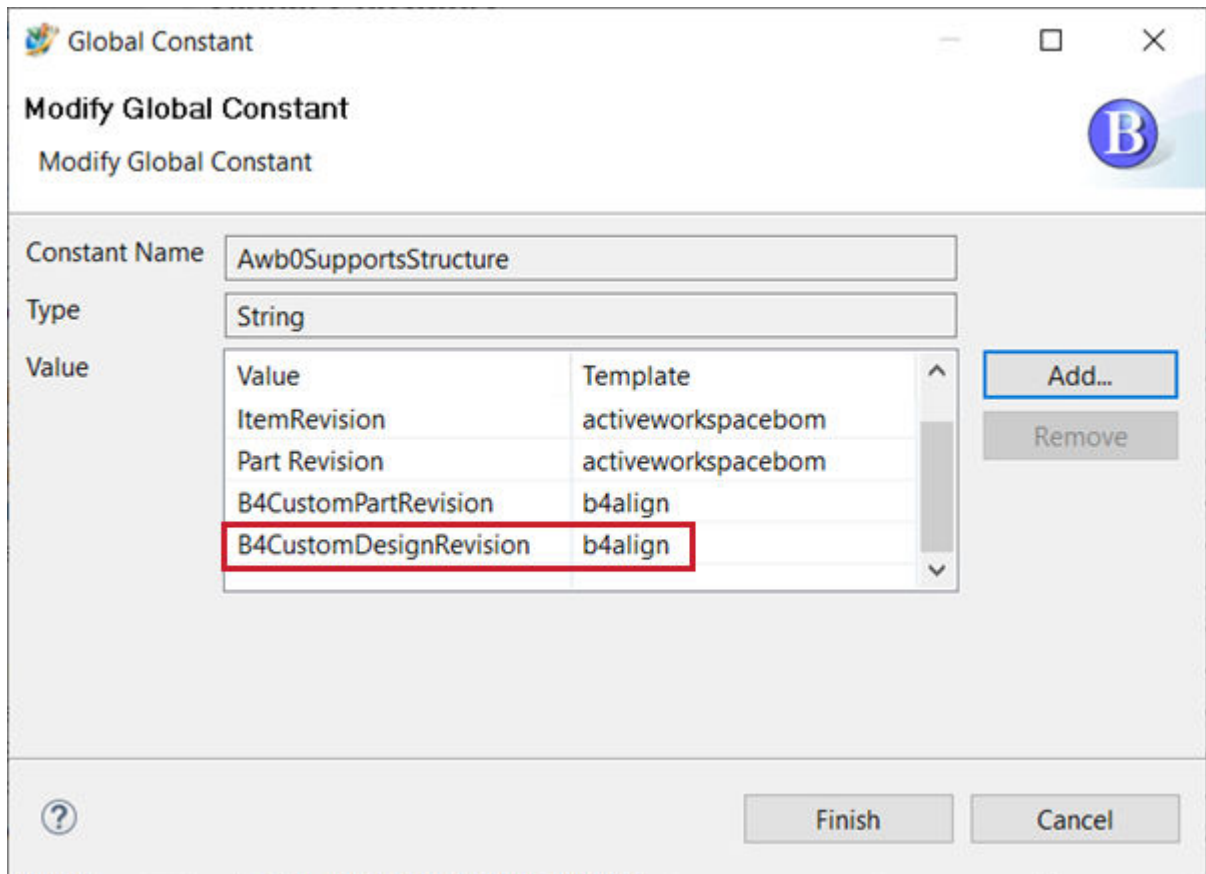 Global Constant
Modify Global Constant
Modify Global Constant
B
Constant Name Awb0SupportsStructure
Type String
Value
Value Template
Add...
ItemRevision activeworkspacebom
Remove
Part Revision activeworkspacebom
B4CustomPartRevision b4align
B4CustomDesignRevision b4align
?
Finish Cancel